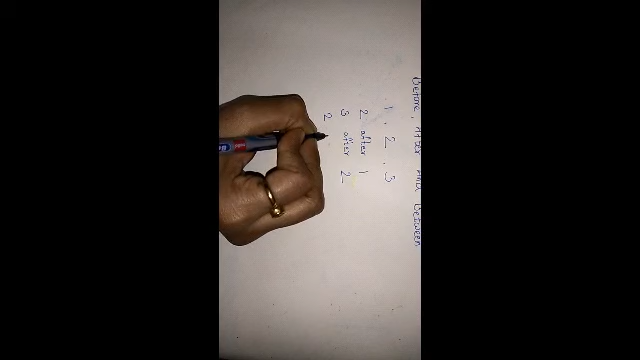 Before, After And Between
1, 2, 3
2 after 1
3 after 2
2